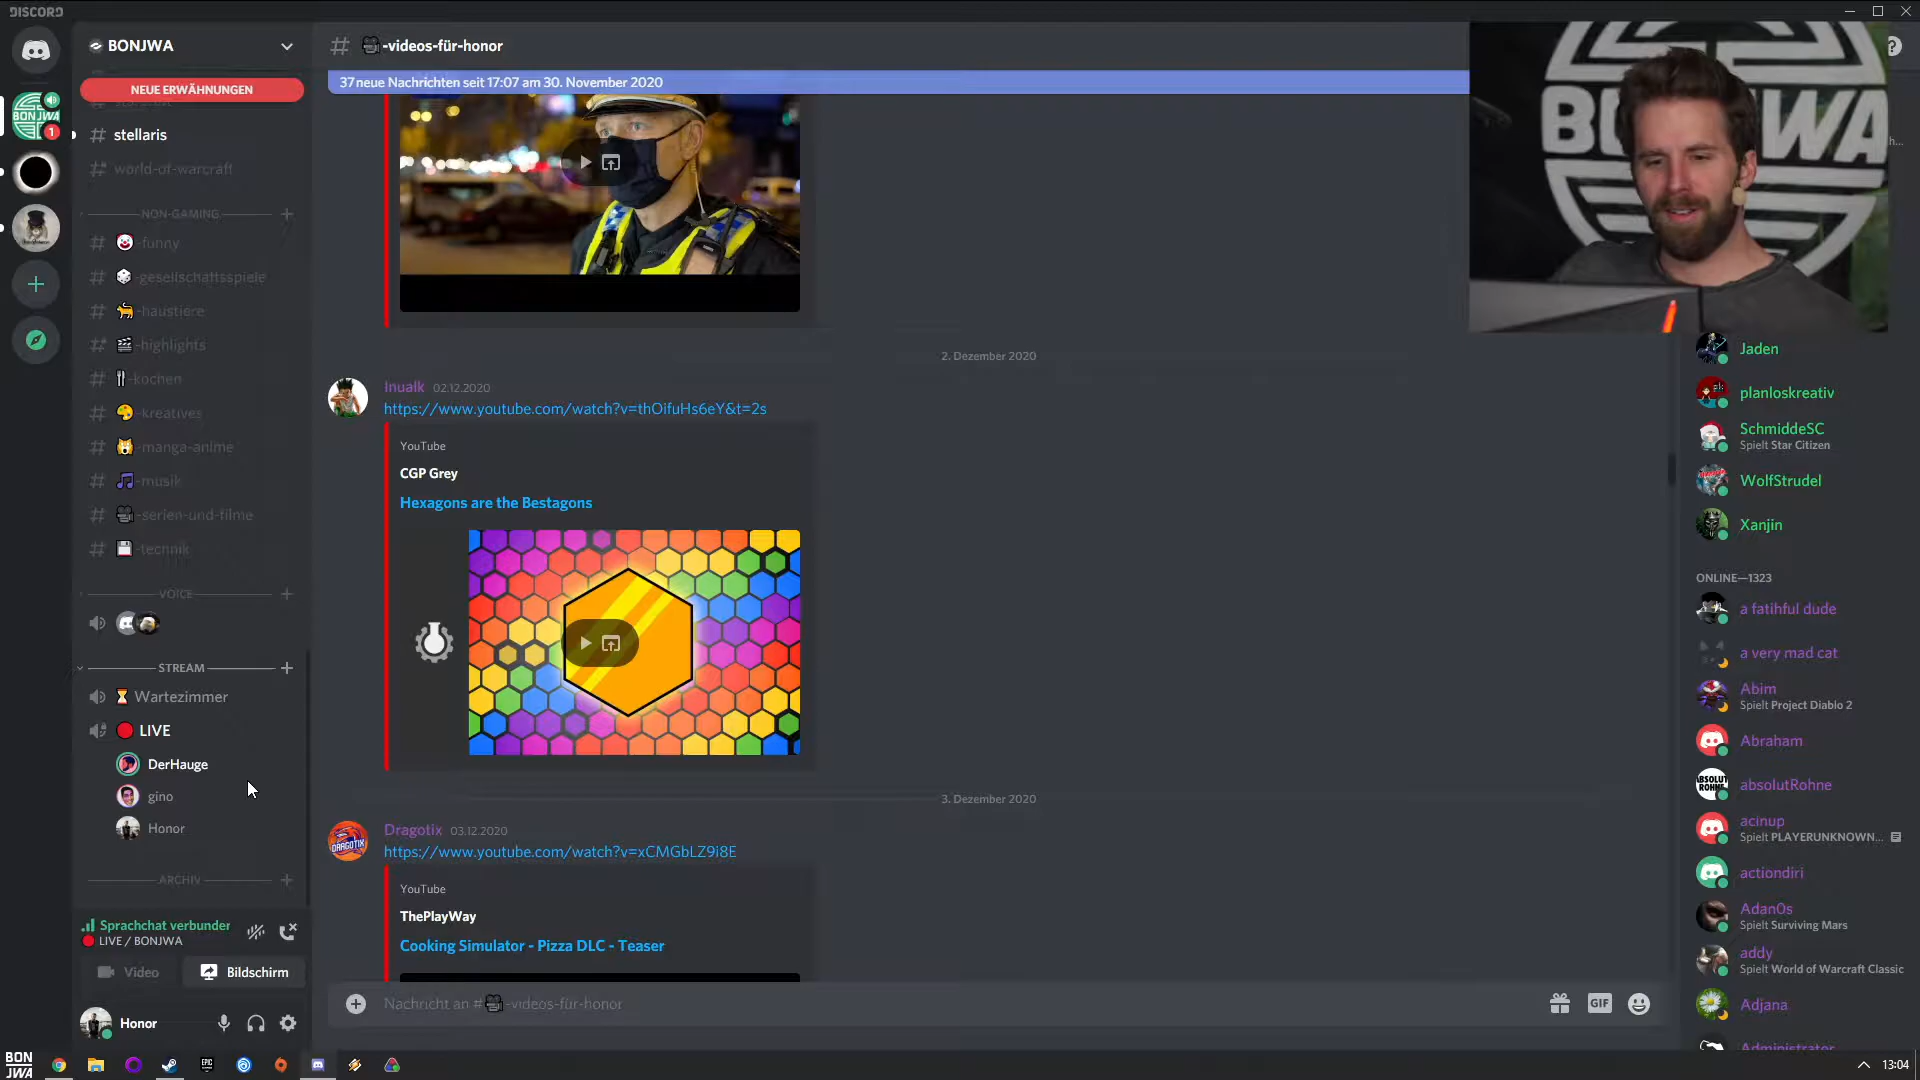 DISCORD
BONJWA
NEUE ERWÄHNUNGEN
# stellaris
# world-of-warcraft
NON-GAMING
# -funny
# -gesellschaftsspiele
# -haustiere
# -highlights
# -kochen
# -kreatives
# -manga-anime
# -musik
# -serien-und-filme
# -technik
VOICE
STREAM
Wartezimmer
LIVE
DerHauge
gino
Honor
ARCHIV
Sprachchat verbunden
LIVE / BONJWA
Video
Bildschirm
Honor
# -videos-für-honor
37 neue Nachrichten seit 17:07 am 30. November 2020
2. Dezember 2020
Inualk 02.12.2020
https://www.youtube.com/watch?v=thOifuHs6eY&t=2s
YouTube
CGP Grey
Hexagons are the Bestagons
3. Dezember 2020
Dragotix 03.12.2020
https://www.youtube.com/watch?v=xCMGbLZ9i8E
YouTube
ThePlayWay
Cooking Simulator - Pizza DLC - Teaser
Nachricht an # -videos-für-honor
GIF
Jaden
planloskreativ
SchmiddeSC
Spielt Star Citizen
WolfStrudel
Xanjin
ONLINE—1323
a fatihful dude
a very mad cat
Abim
Spielt Project Diablo 2
Abraham
absolutRohne
acinup
Spielt PLAYERUNKNOWN...
actiondiri
Adan0s
Spielt Surviving Mars
addy
Spielt World of Warcraft Classic
Adjana
Administrator
BON
JWA
EPIC
13:04